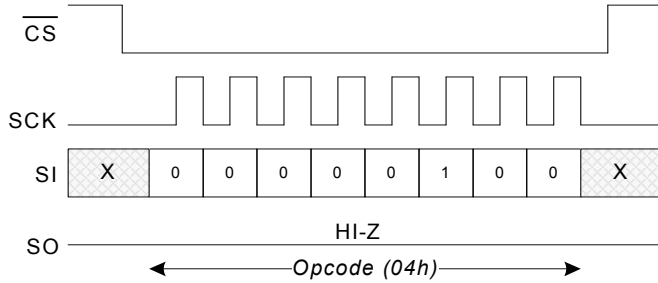 CS
SCK
SI X 0 0 0 0 0 1 0 0 X
HI-Z
SO
Opcode (04h)